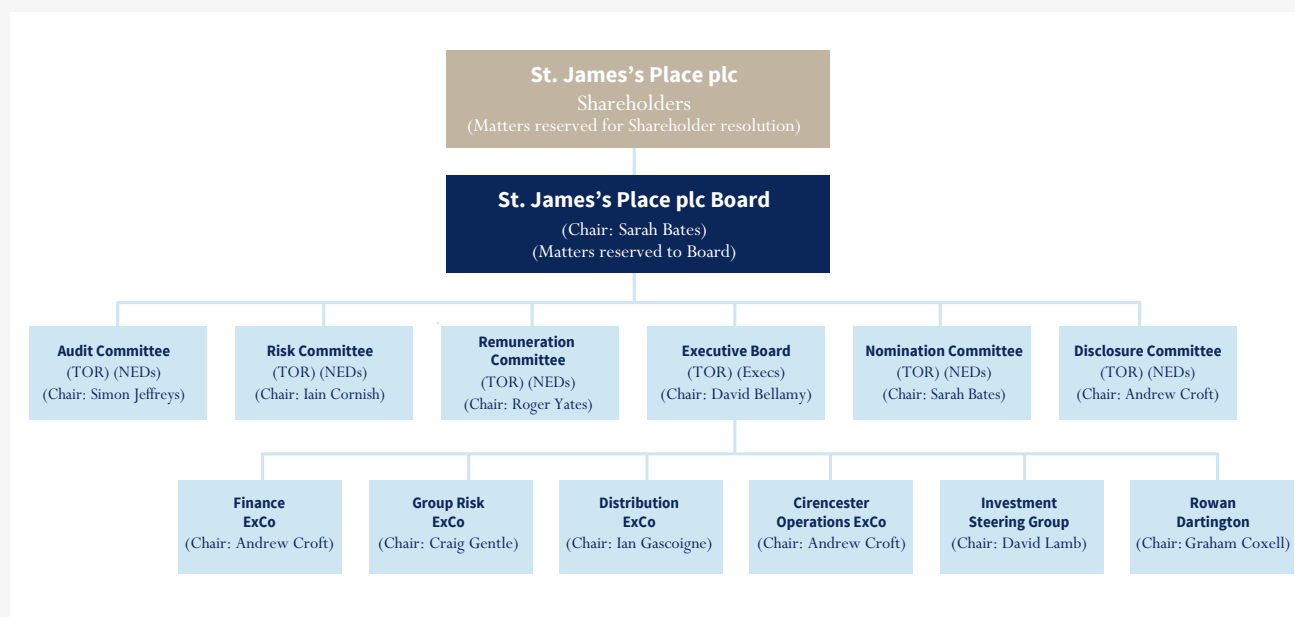 St. James’s Place plc
Shareholders
(Matters reserved for Shareholder resolution)
St. James’s Place plc Board
(Chair: Sarah Bates)
(Matters reserved to Board)
Audit Committee
(TOR) (NEDs)
(Chair: Simon Jeffreys)
Risk Committee
(TOR) (NEDs)
(Chair: Iain Cornish)
Remuneration
Committee
(TOR) (NEDs)
(Chair: Roger Yates)
Executive Board
(TOR) (Execs)
(Chair: David Bellamy)
Nomination Committee
(TOR) (NEDs)
(Chair: Sarah Bates)
Disclosure Committee
(TOR) (NEDs)
(Chair: Andrew Croft)
Finance
ExCo
(Chair: Andrew Croft)
Group Risk
ExCo
(Chair: Craig Gentle)
Distribution
ExCo
(Chair: Ian Gascoigne)
Cirencester
Operations ExCo
(Chair: Andrew Croft)
Investment
Steering Group
(Chair: David Lamb)
Rowan
Dartington
(Chair: Graham Coxell)